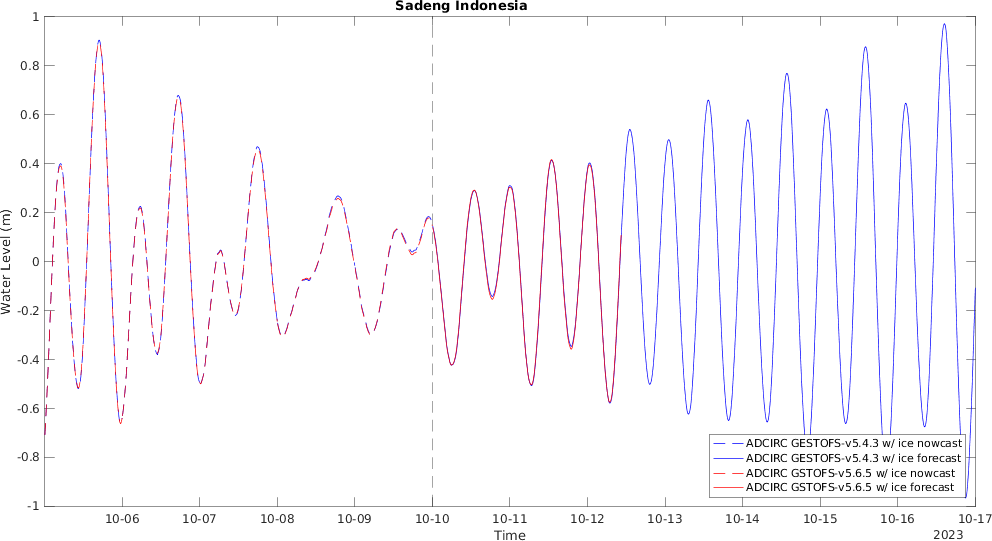 Sadeng Indonesia
Water Level (m)
1
0.8
0.6
0.4
0.2
0
-0.2
-0.4
-0.6
-0.8
-1
10-06 10-07 10-08 10-09 10-10 10-11 10-12 10-13 10-14 10-15 10-16 10-17
Time
2023
ADCIRC GESTOFS-v5.4.3 w/ ice nowcast
ADCIRC GESTOFS-v5.4.3 w/ ice forecast
ADCIRC GSTOFS-v5.6.5 w/ ice nowcast
ADCIRC GSTOFS-v5.6.5 w/ ice forecast